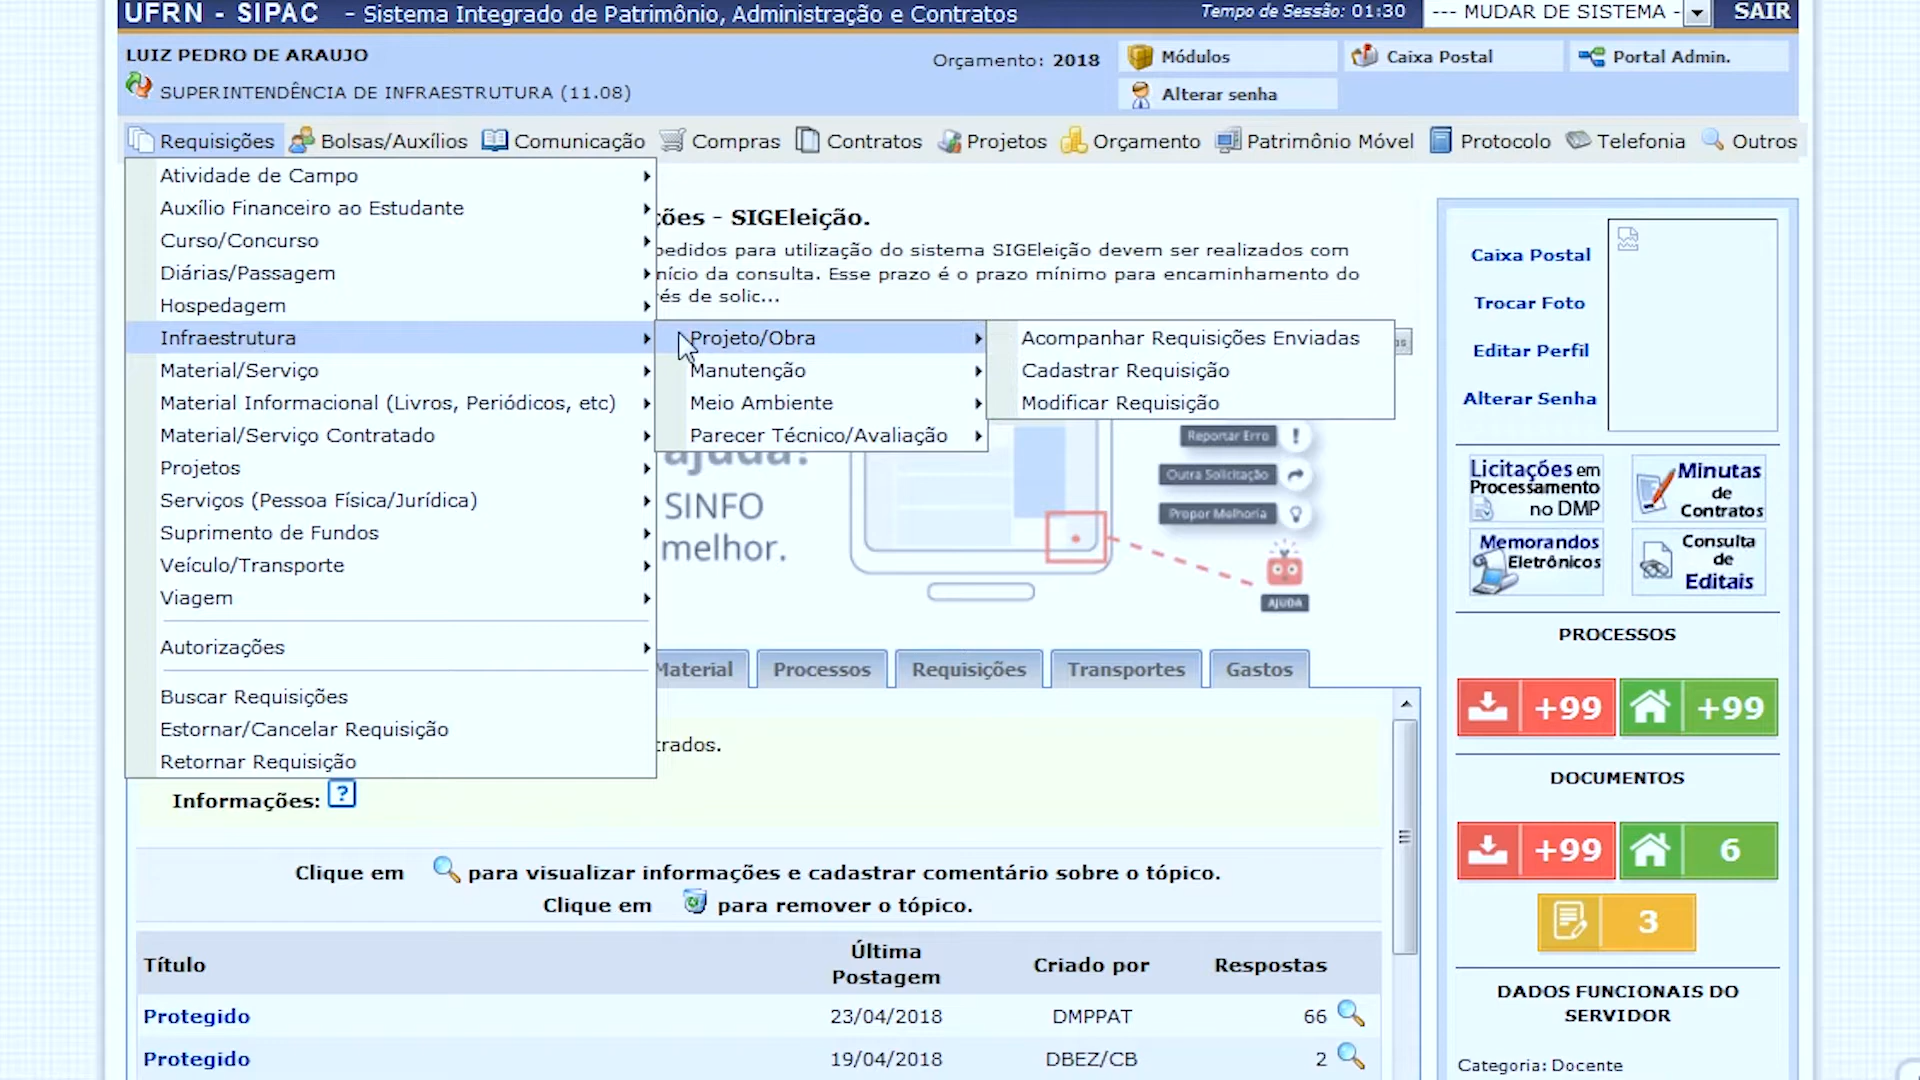 UFRN - SIPAC - Sistema Integrado de Patrimônio, Administração e Contratos
Tempo de Sessão: 01:30
--- MUDAR DE SISTEMA -
SAIR
LUIZ PEDRO DE ARAUJO
SUPERINTENDÊNCIA DE INFRAESTRUTURA (11.08)
Orçamento: 2018
Módulos
Caixa Postal
Portal Admin.
Alterar senha
Requisições
Bolsas/Auxílios
Comunicação
Compras
Contratos
Projetos
Orçamento
Patrimônio Móvel
Protocolo
Telefonia
Outros
Atividade de Campo
Auxílio Financeiro ao Estudante
Curso/Concurso
Diárias/Passagem
Hospedagem
Infraestrutura
Material/Serviço
Material Informacional (Livros, Periódicos, etc)
Material/Serviço Contratado
Projetos
Serviços (Pessoa Física/Jurídica)
Suprimento de Fundos
Veículo/Transporte
Viagem
Autorizações
Buscar Requisições
Estornar/Cancelar Requisição
Retornar Requisição
Projeto/Obra
Manutenção
Meio Ambiente
Parecer Técnico/Avaliação
Acompanhar Requisições Enviadas
Cadastrar Requisição
Modificar Requisição
ções - SIGEleição.
pedidos para utilização do sistema SIGEleição devem ser realizados com
nício da consulta. Esse prazo é o prazo mínimo para encaminhamento do
és de solic...
ajuda?
SINFO
melhor.
Reportar Erro
Outra Solicitação
Propor Melhoria
AJUDA
Material
Processos
Requisições
Transportes
Gastos
trados.
Informações: ?
Clique em para visualizar informações e cadastrar comentário sobre o tópico.
Clique em para remover o tópico.
Título
Última
Postagem
Criado por
Respostas
Protegido 23/04/2018 DMPPAT 66
Protegido 19/04/2018 DBEZ/CB 2
Caixa Postal
Trocar Foto
Editar Perfil
Alterar Senha
Licitações em
Processamento
no DMP
Minutas
de
Contratos
Memorandos
Eletrônicos
Consulta
de
Editais
PROCESSOS
+99
+99
DOCUMENTOS
+99
6
3
DADOS FUNCIONAIS DO
SERVIDOR
Categoria: Docente